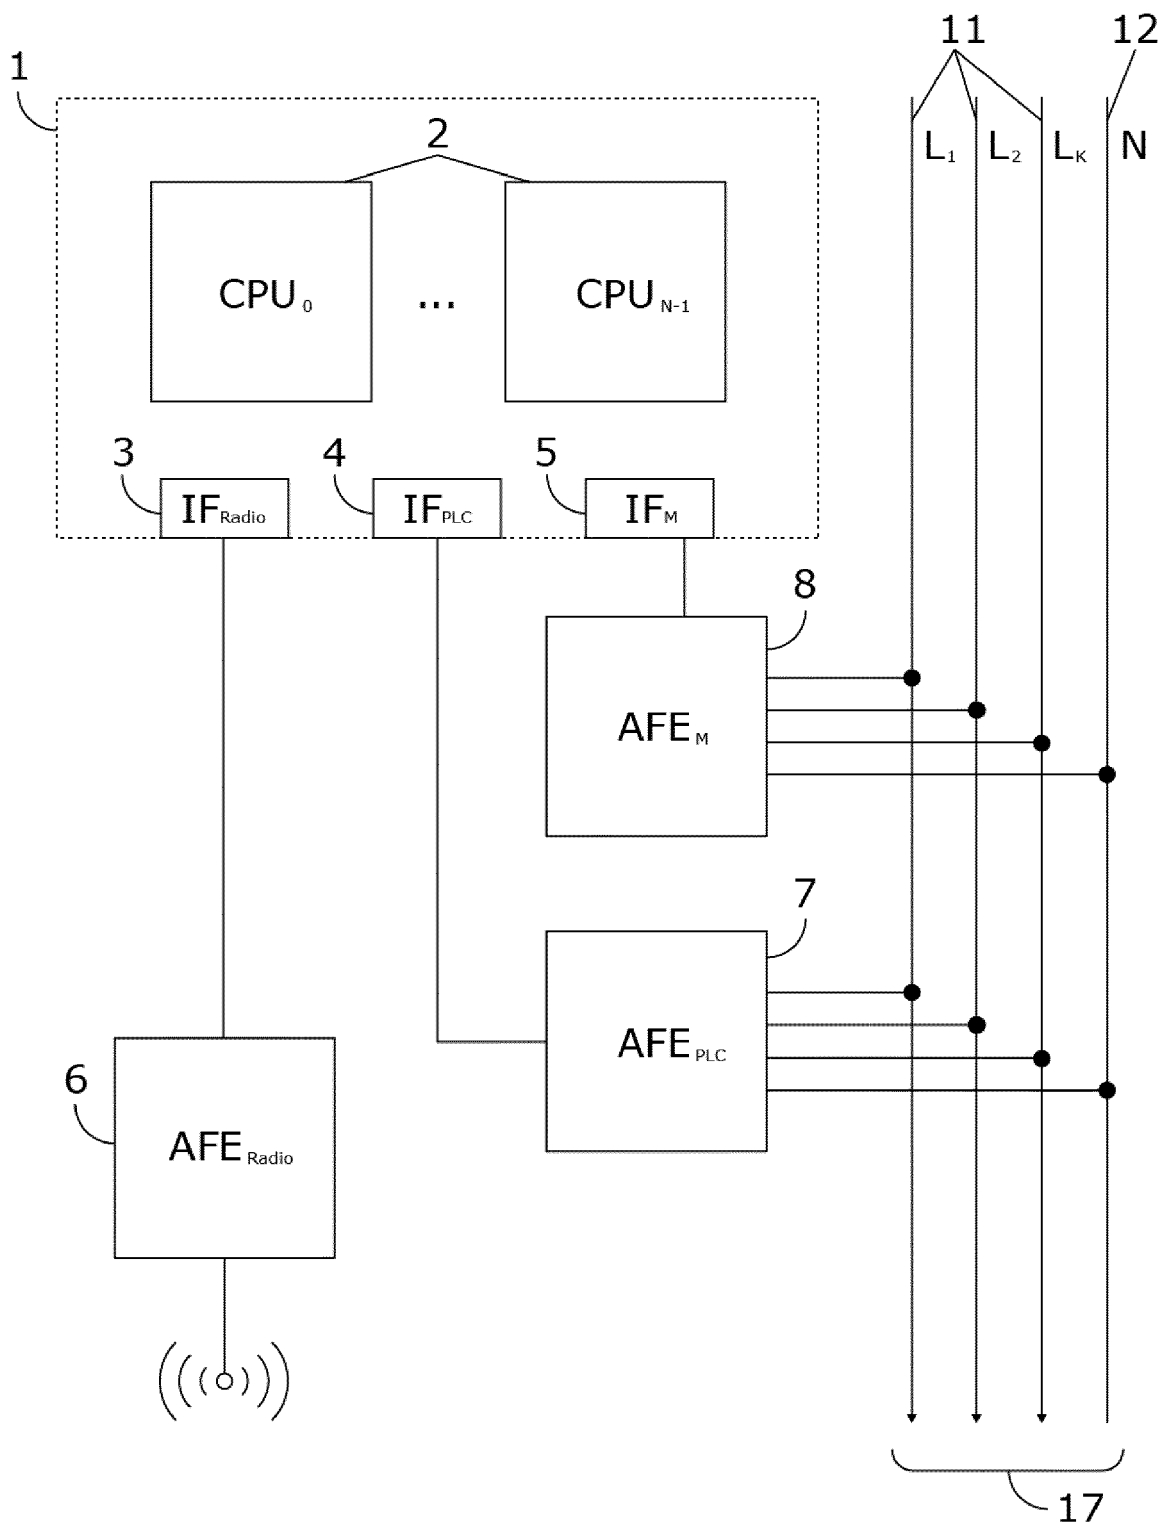 11 12
1
2
L1 L2 LK N
CPU0 ... CPUN-1
3 4 5
IFRadio IFPLC IFM
8
AFEM
7
AFEPLC
6
AFERadio
17